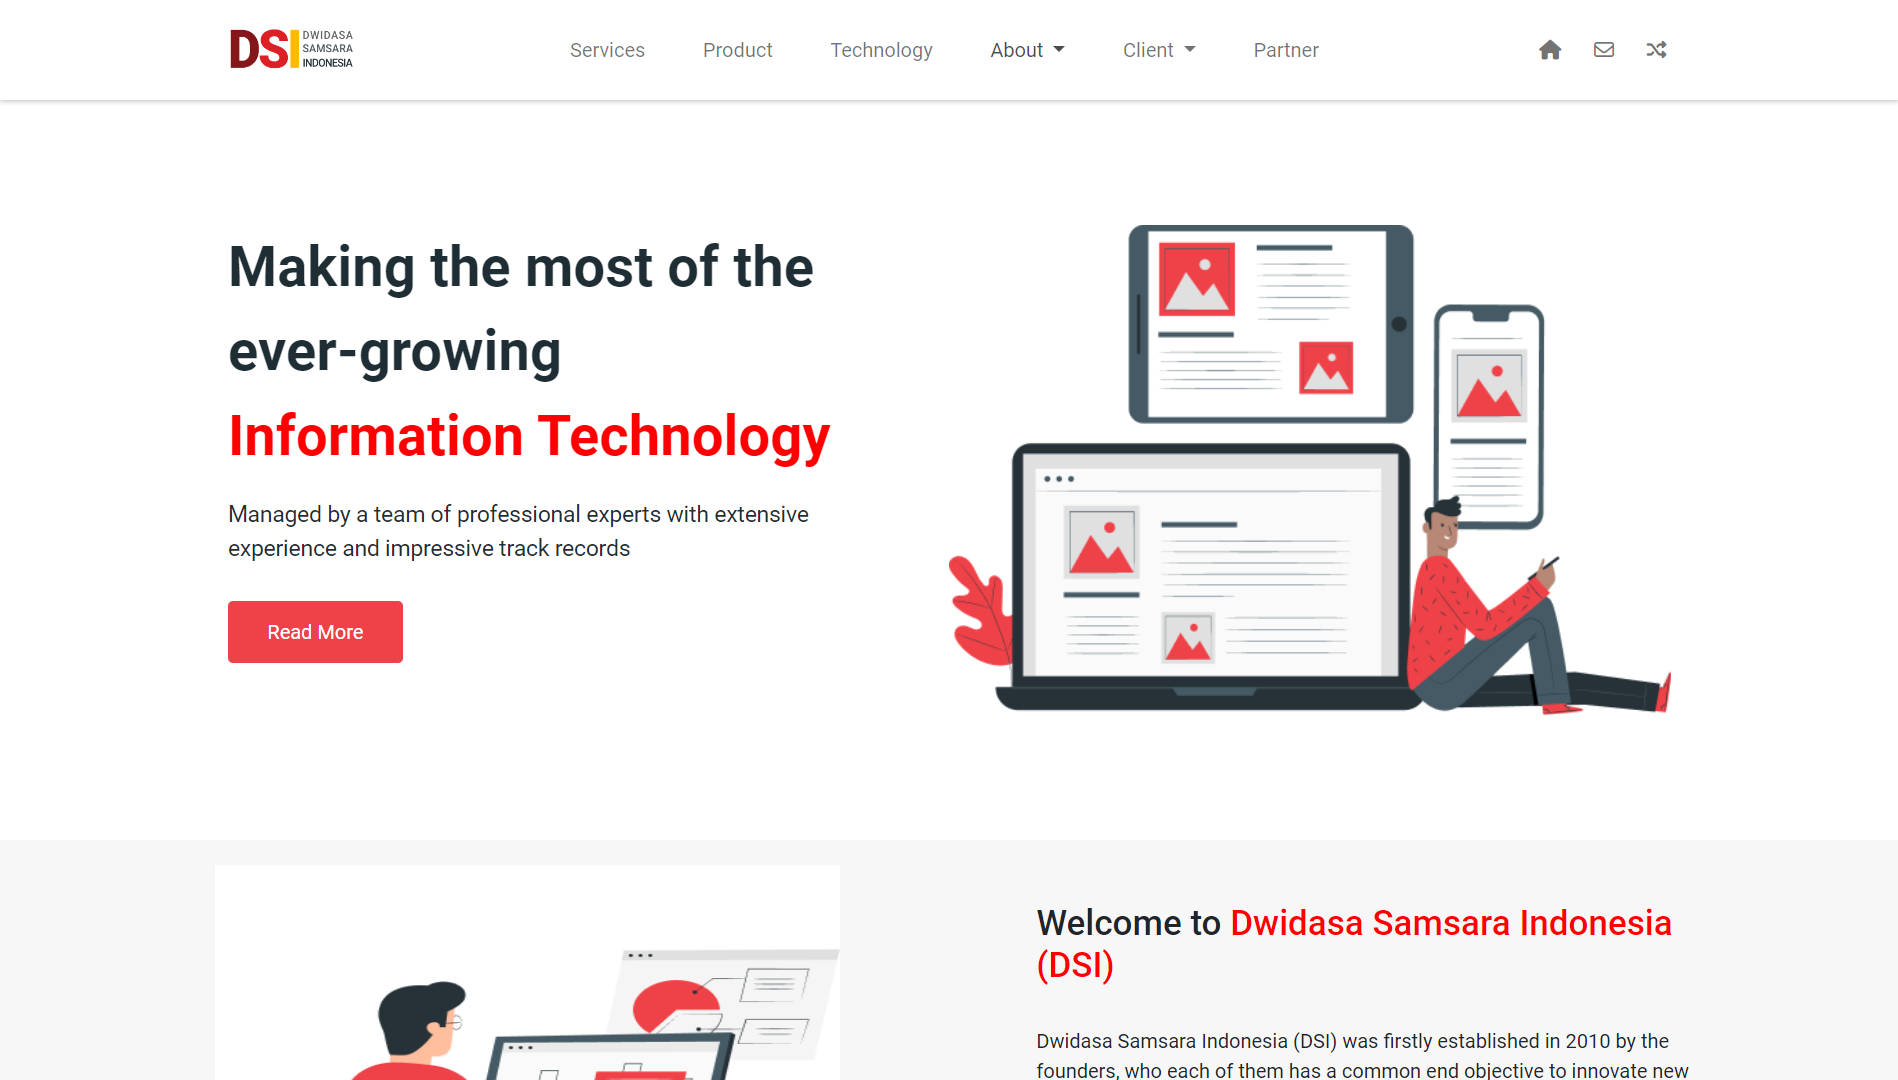 DSI DWIDASA
SAMSARA
INDONESIA
Services Product Technology About Client Partner
Making the most of the
ever-growing
Information Technology
Managed by a team of professional experts with extensive
experience and impressive track records
Read More
Welcome to Dwidasa Samsara Indonesia
(DSI)
Dwidasa Samsara Indonesia (DSI) was firstly established in 2010 by the
founders, who each of them has a common end objective to innovate new